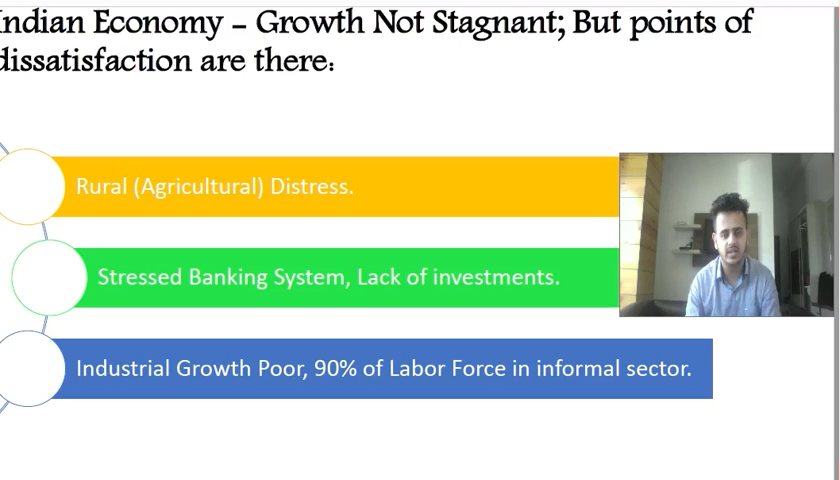 Indian Economy – Growth Not Stagnant; But points of
dissatisfaction are there:
Rural (Agricultural) Distress.
Stressed Banking System, Lack of investments.
Industrial Growth Poor, 90% of Labor Force in informal sector.